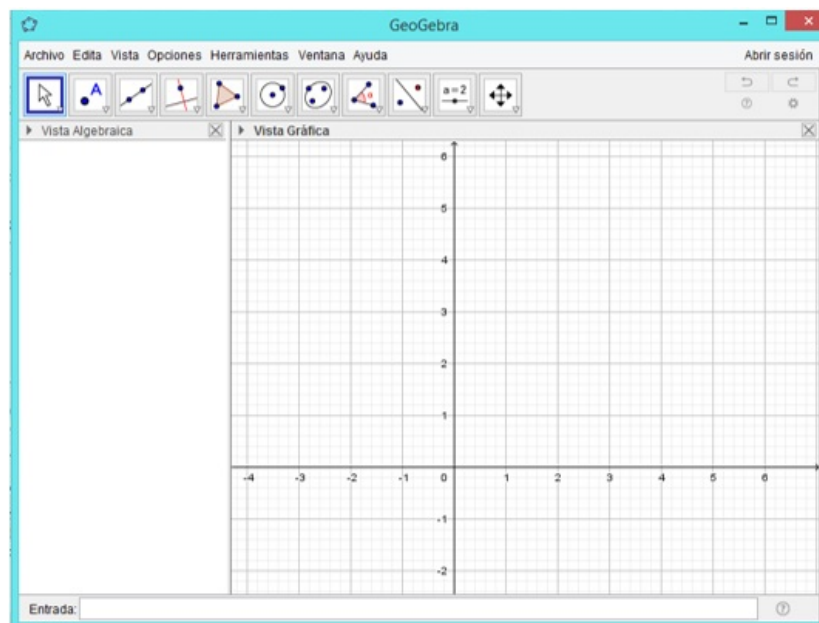 GeoGebra
Archivo Edita Vista Opciones Herramientas Ventana Ayuda
Abrir sesión
A
α
a=2
Vista Algebraica
Vista Gráfica
6
5
4
3
2
1
-4 -3 -2 -1 0 1 2 3 4 5 6
-1
-2
Entrada: